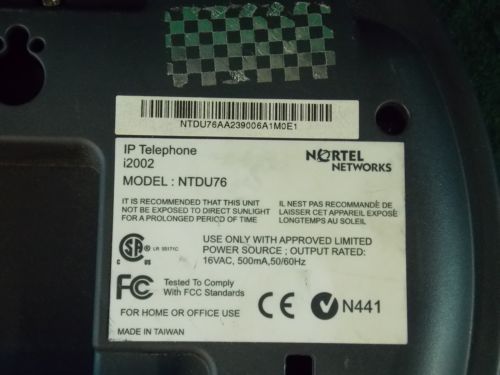 NTDU76AA239006A1M0E1
IP Telephone
i2002
MODEL : NTDU76
NORTEL
NETWORKS
IT IS RECOMMENDED THAT THIS UNIT
NOT BE EXPOSED TO DIRECT SUNLIGHT
FOR A PROLONGED PERIOD OF TIME
IL NEST PAS RECOMMANDÉ DE
LAISSER CET APPAREIL EXPOSÈ
LONGTEMPS AU SOLEIL
C US
LR
USE ONLY WITH APPROVED LIMITED
POWER SOURCE ; OUTPUT RATED:
16VAC, 500mA,50/60Hz
FC
Tested To Comply
With FCC Standards
FOR HOME OR OFFICE USE
CE
N441
MADE IN TAIWAN